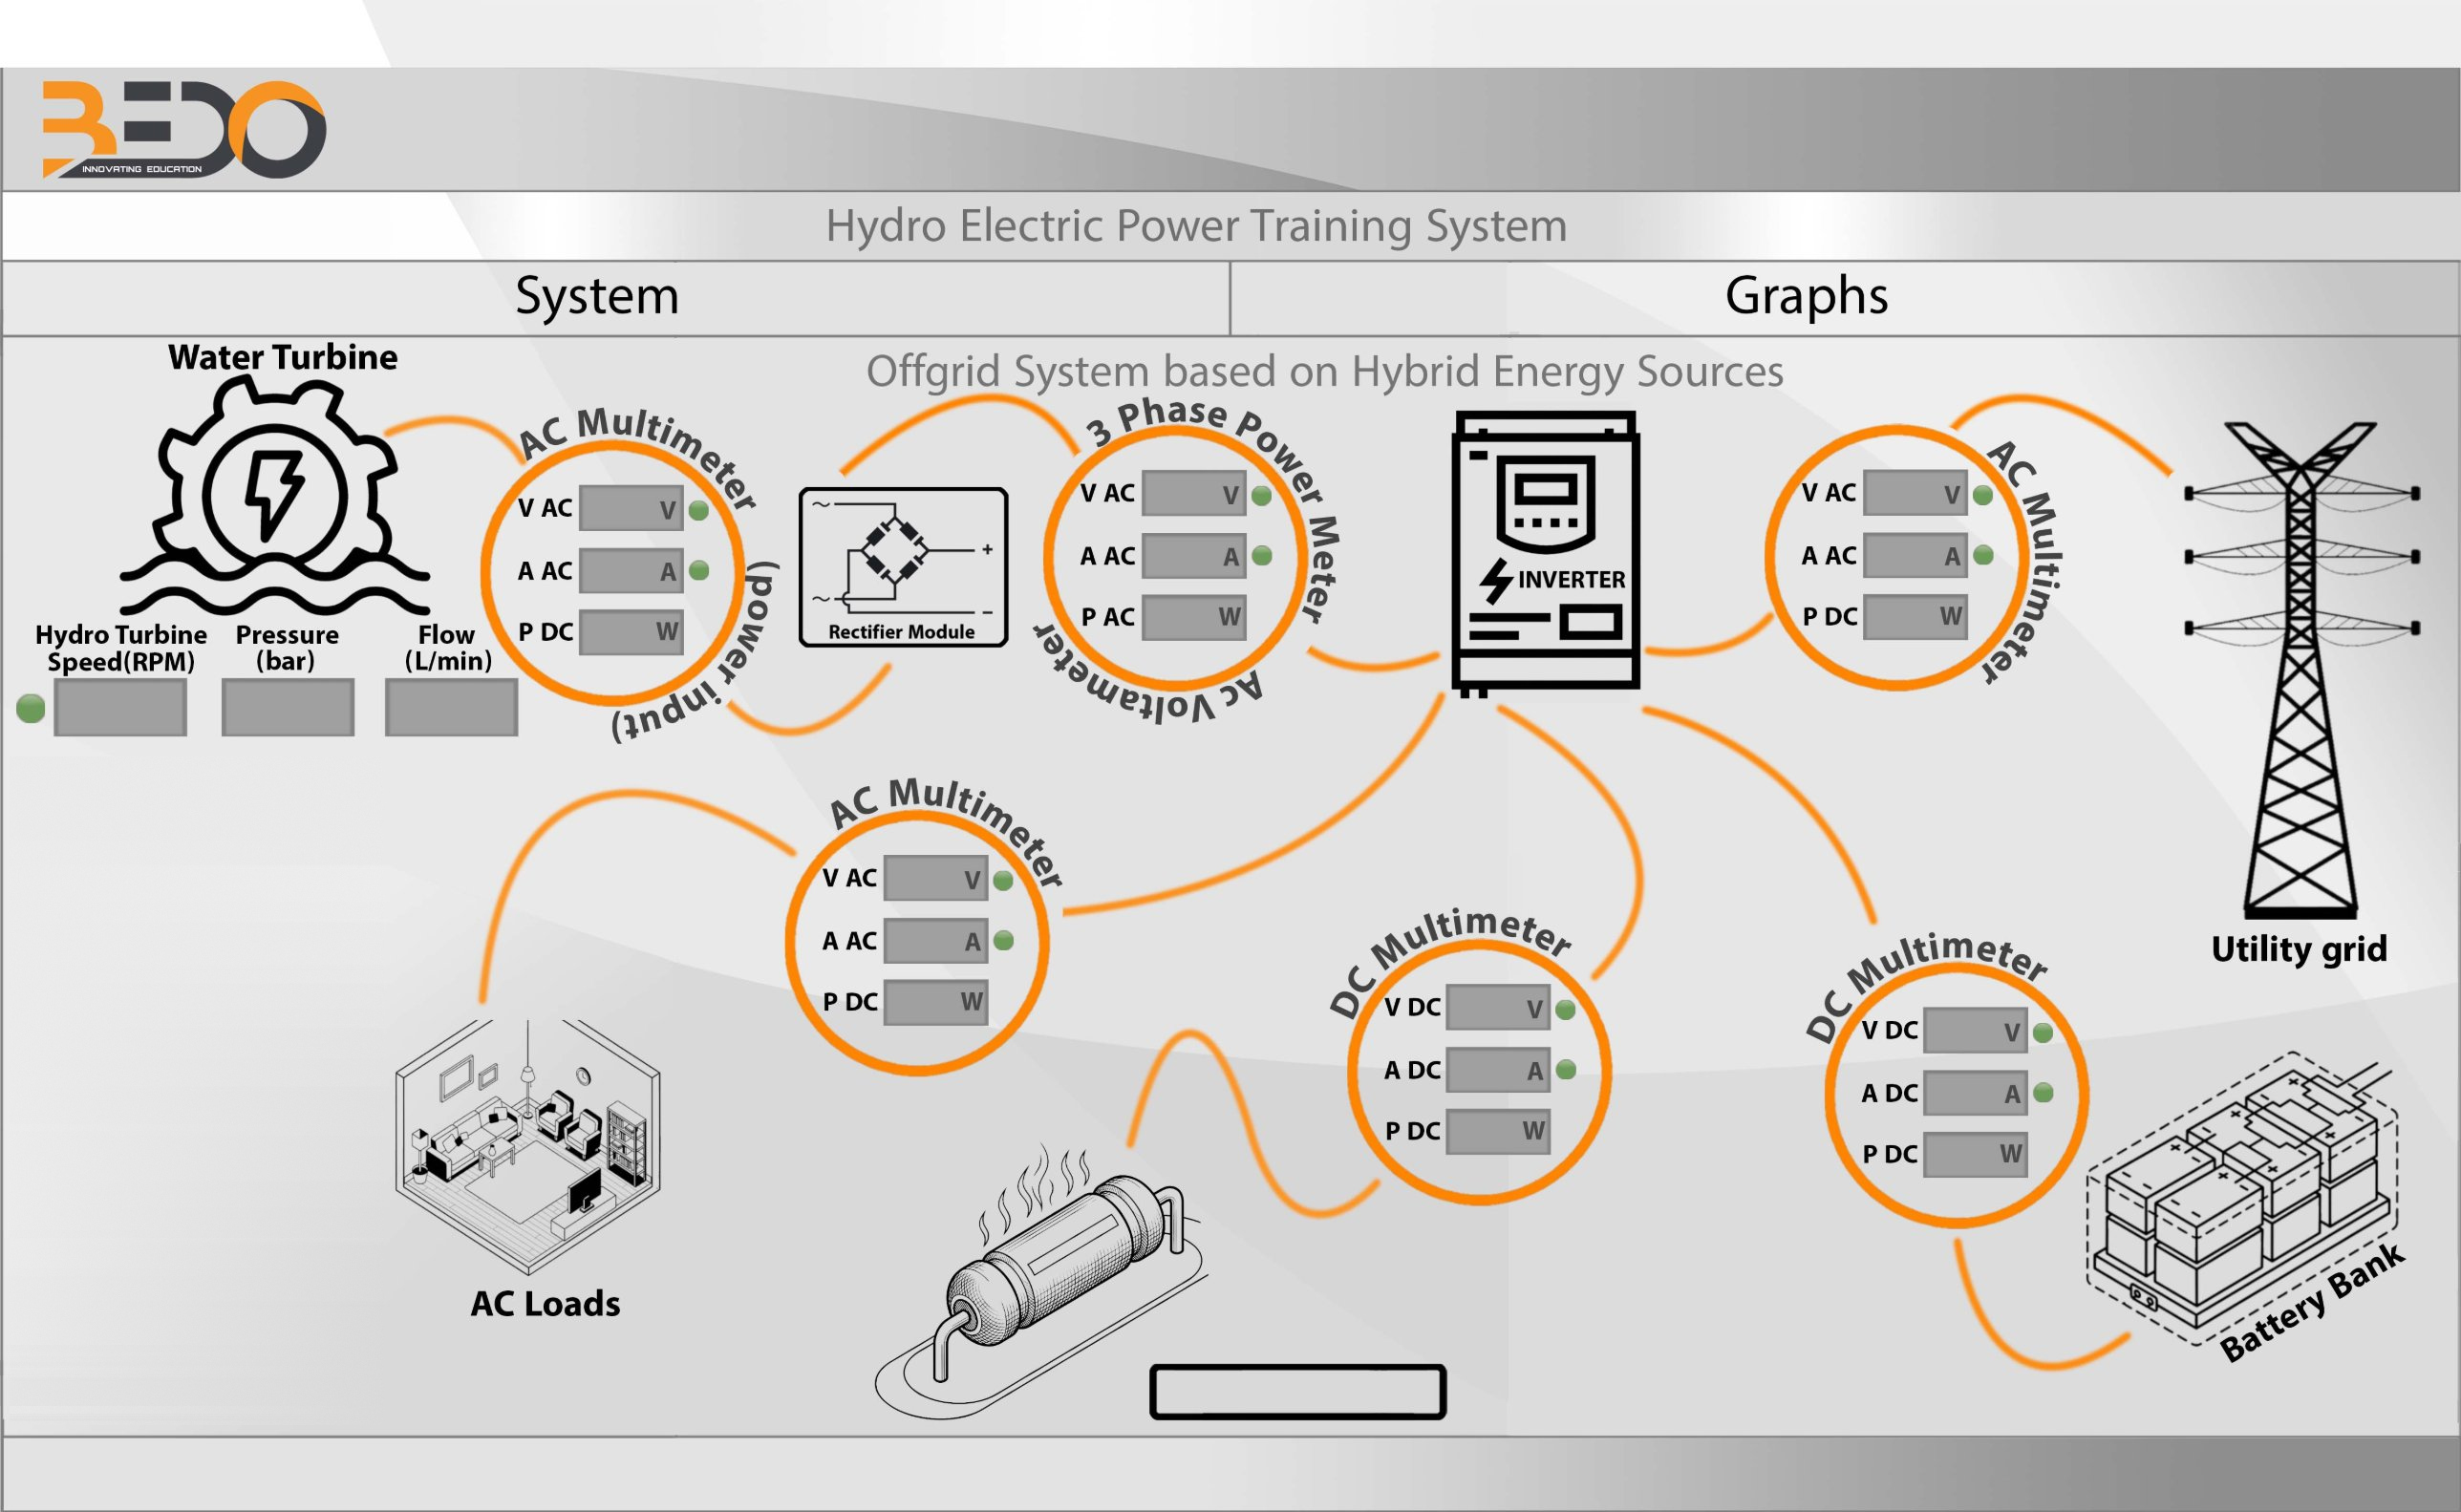 BEDO
INNOVATING EDUCATION
Hydro Electric Power Training System
System
Graphs
Offgrid System based on Hybrid Energy Sources
Water Turbine
Hydro Turbine
Speed(RPM)
Pressure
(bar)
Flow
(L/min)
AC Multimeter
(power input)
V AC V
A AC A
P DC W
Rectifier Module
3 Phase Power Meter
Ac Voltameter
V AC V
A AC A
P AC W
INVERTER
AC Multimeter
V AC V
A AC A
P DC W
Utility grid
AC Multimeter
V AC V
A AC A
P DC W
AC Loads
DC Multimeter
V DC V
A DC A
P DC W
DC Multimeter
V DC V
A DC A
P DC W
Battery Bank